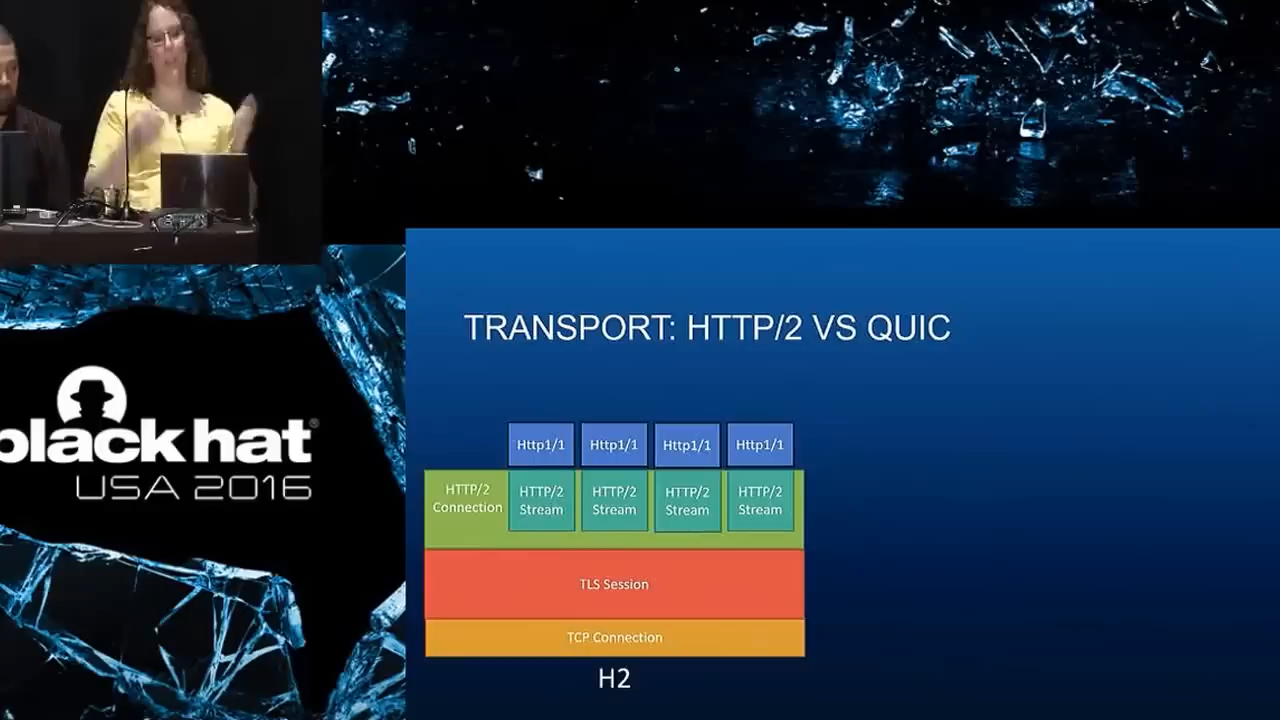 black hat
USA 2016
TRANSPORT: HTTP/2 VS QUIC
Http1/1 Http1/1 Http1/1 Http1/1
HTTP/2 Connection
HTTP/2 Stream
HTTP/2 Stream
HTTP/2 Stream
HTTP/2 Stream
TLS Session
TCP Connection
H2